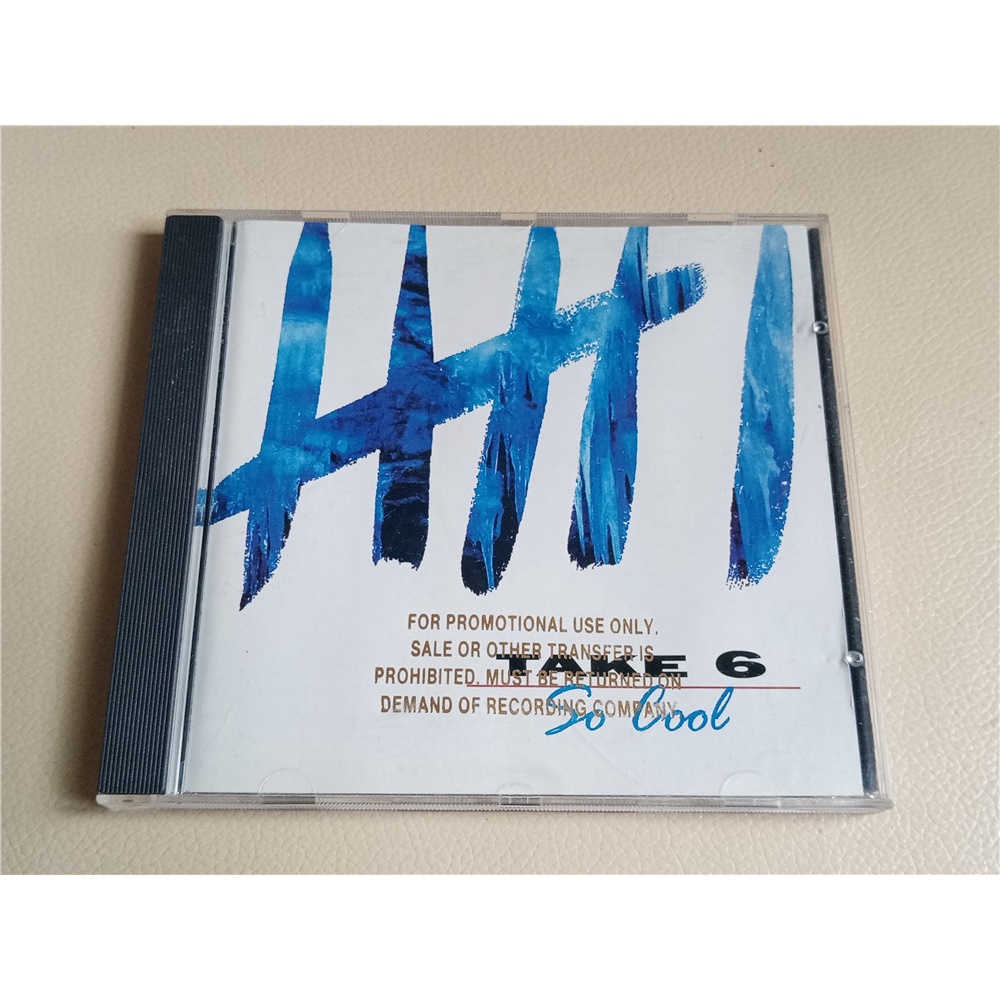 FOR PROMOTIONAL USE ONLY.
SALE OR OTHER TRANSFER IS
TAKE 6
PROHIBITED. MUST BE RETURNED ON
DEMAND OF RECORDING COMPANY
So Cool